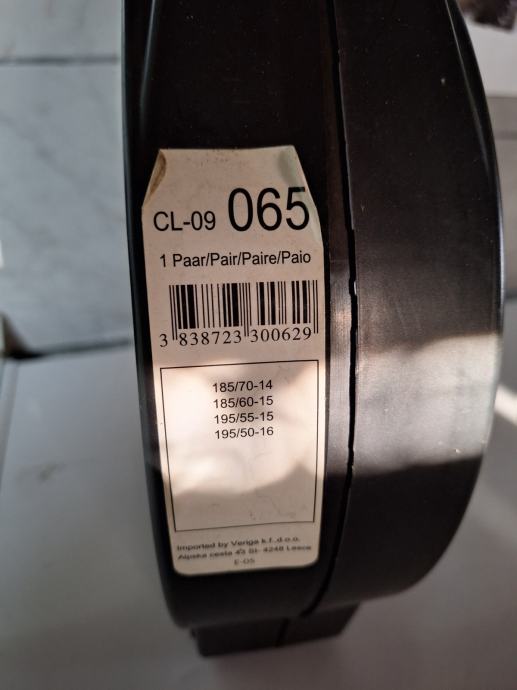 CL-09 065
1 Paar/Pair/Paire/Paio
3 838723 300629
185/70-14
185/60-15
195/55-15
195/50-16
Imported by Veriga k.f.,d.o.o.
Alpska cesta 43 SI- 4248 Lesce
E-05